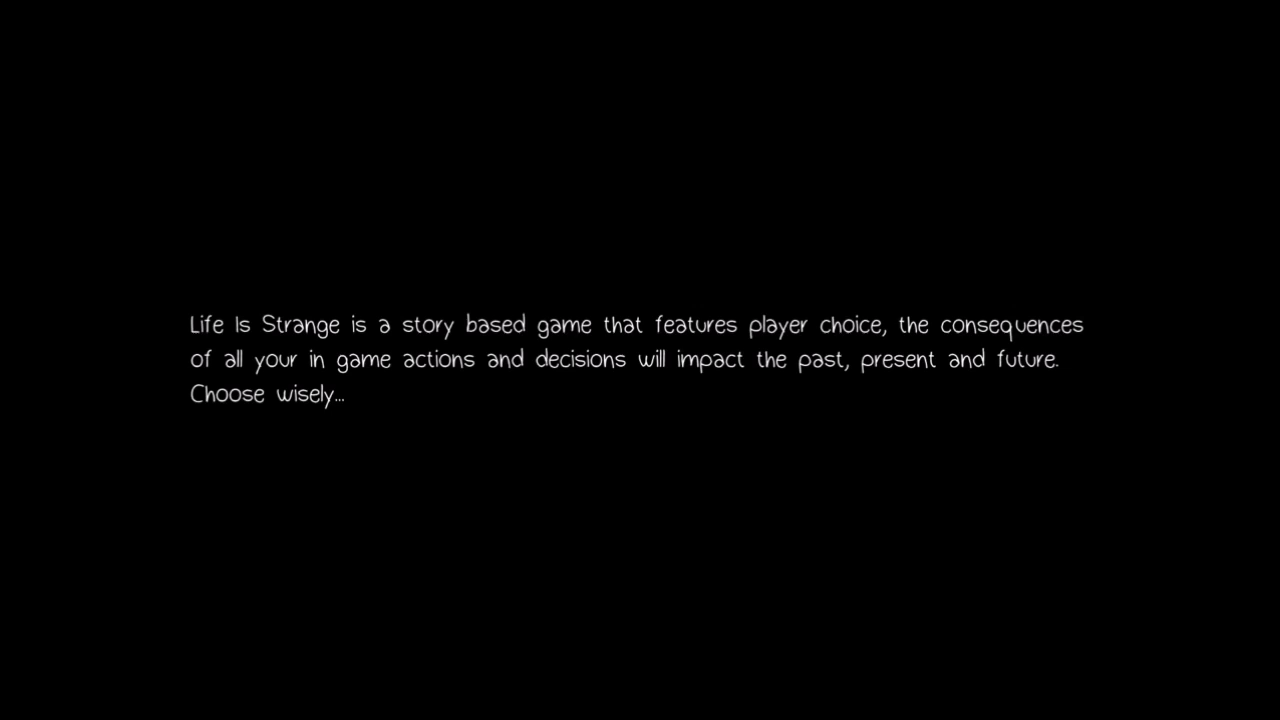 Life Is Strange is a story based game that features player choice, the consequences
of all your in game actions and decisions will impact the past, present and future.
Choose wisely...